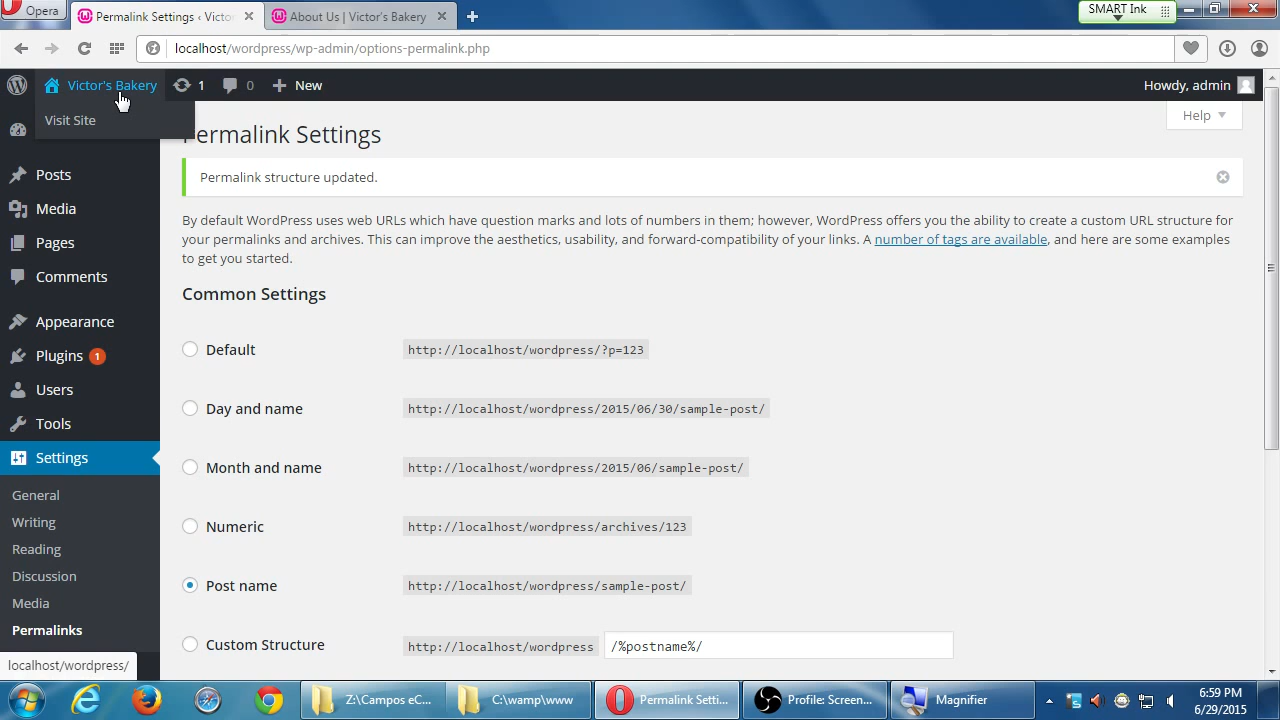 Opera
Permalink Settings ‹ Victor
About Us | Victor's Bakery
SMART Ink
localhost/wordpress/wp-admin/options-permalink.php
Victor's Bakery
1
0
New
Howdy, admin
Visit Site
Help
Permalink Settings
Posts
Permalink structure updated.
Media
By default WordPress uses web URLs which have question marks and lots of numbers in them; however, WordPress offers you the ability to create a custom URL structure for
your permalinks and archives. This can improve the aesthetics, usability, and forward-compatibility of your links. A number of tags are available, and here are some examples
to get you started.
Pages
Comments
Common Settings
Appearance
Default
http://localhost/wordpress/?p=123
Plugins 1
Users
Day and name
http://localhost/wordpress/2015/06/30/sample-post/
Tools
Settings
Month and name
http://localhost/wordpress/2015/06/sample-post/
General
Writing
Numeric
http://localhost/wordpress/archives/123
Reading
Discussion
Post name
http://localhost/wordpress/sample-post/
Media
Permalinks
Custom Structure
http://localhost/wordpress
/%postname%/
localhost/wordpress/
Z:\Campos eC...
C:\wamp\www
Permalink Setti...
Profile: Screen...
Magnifier
6:59 PM
6/29/2015